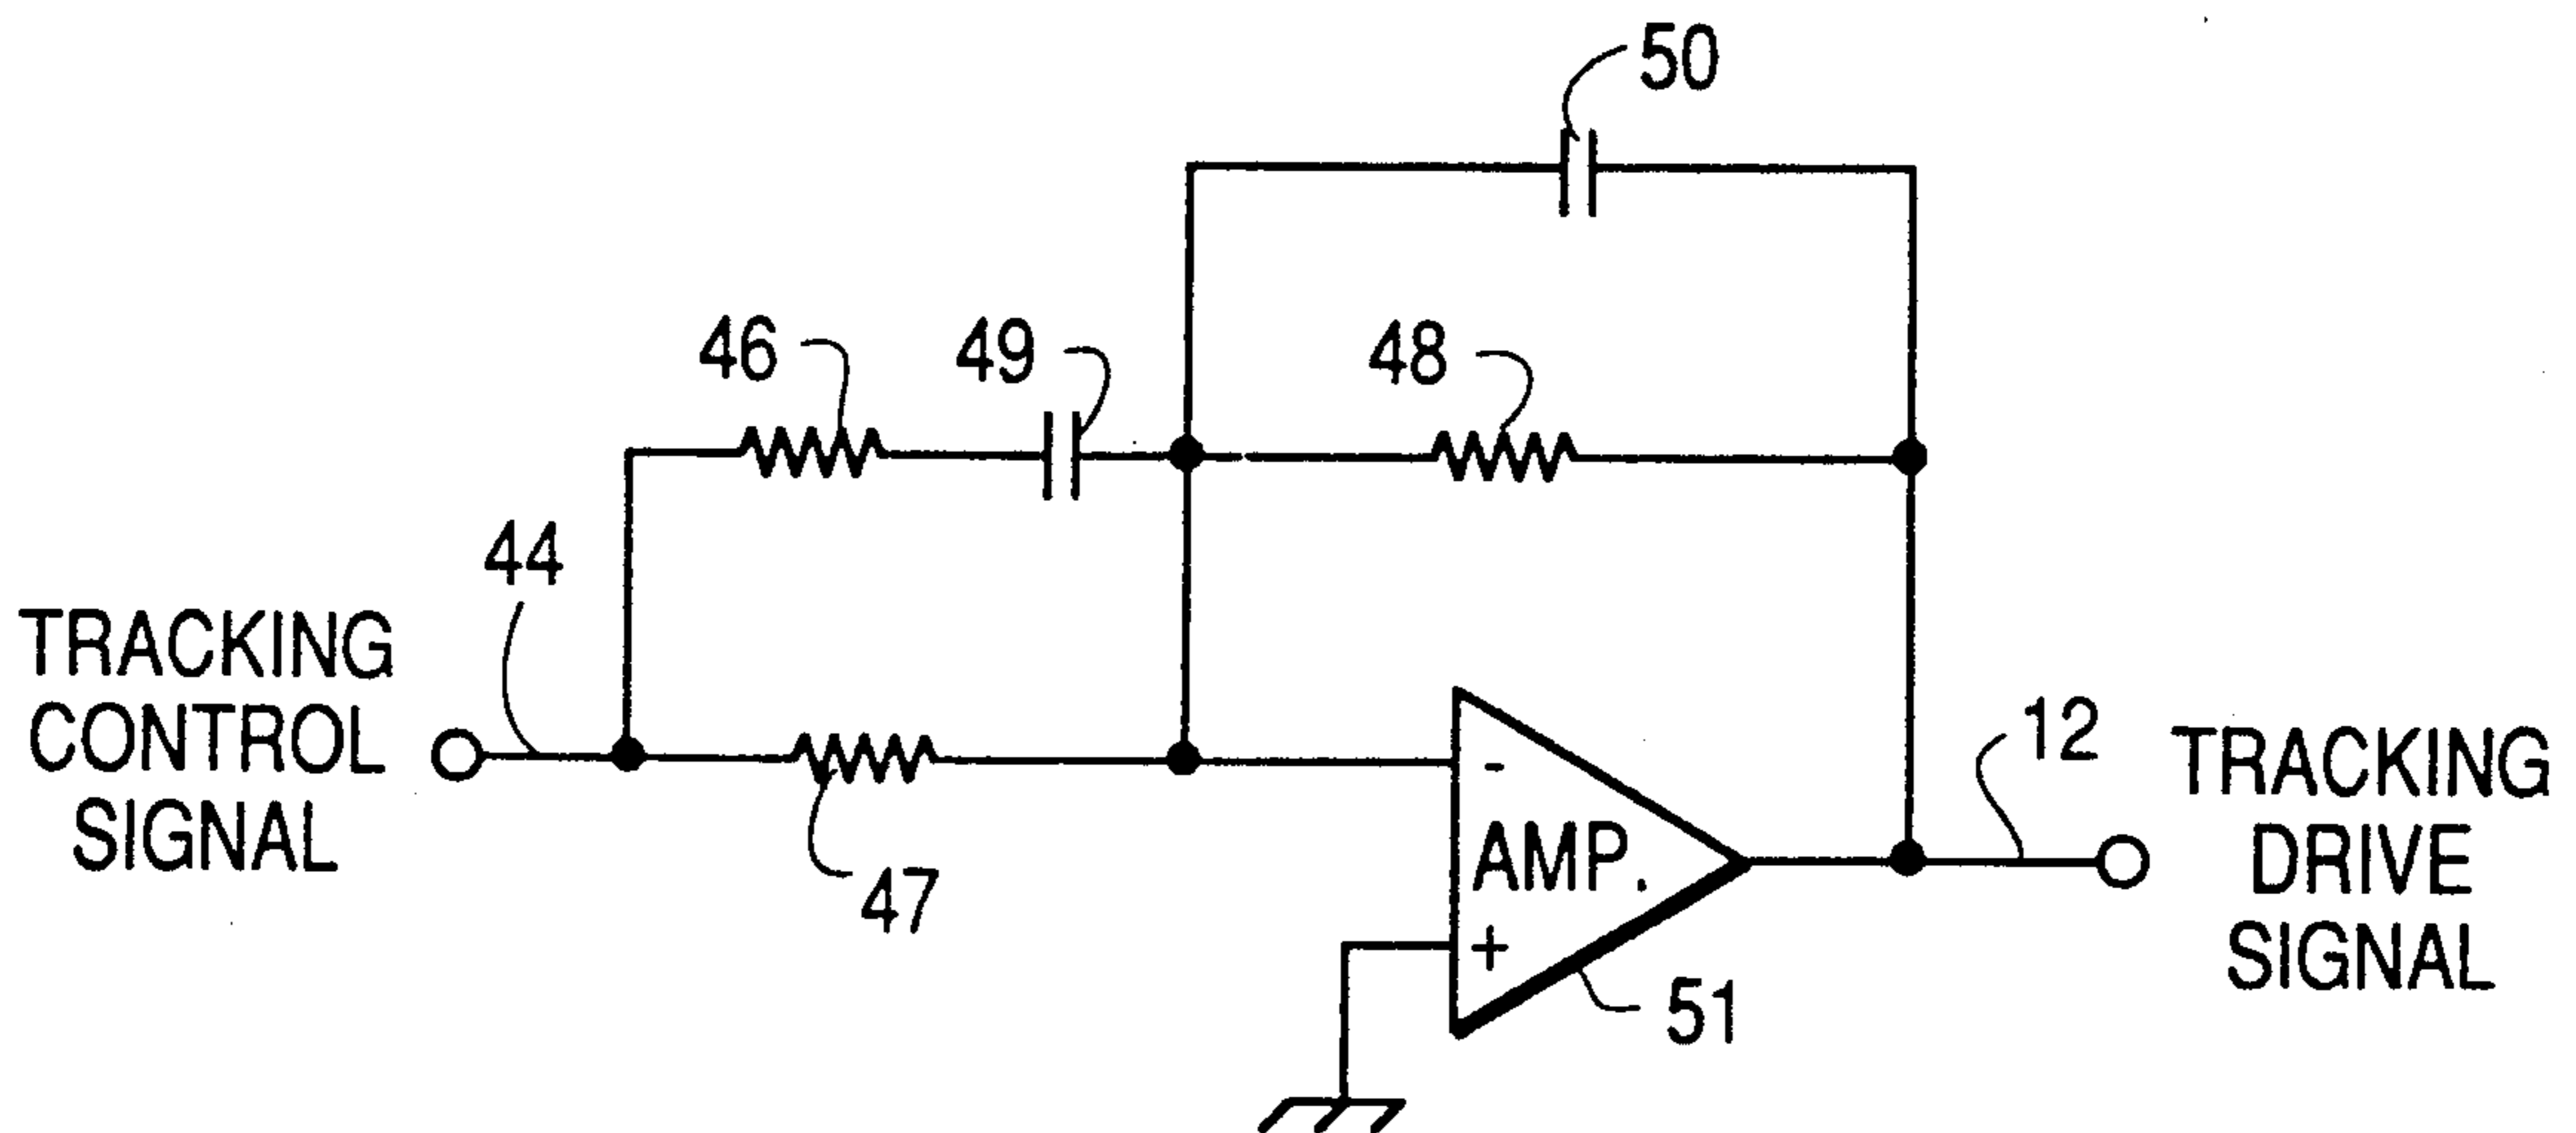 50
46
49
48
44
TRACKING
CONTROL
SIGNAL
47
-
AMP.
+
51
12
TRACKING
DRIVE
SIGNAL